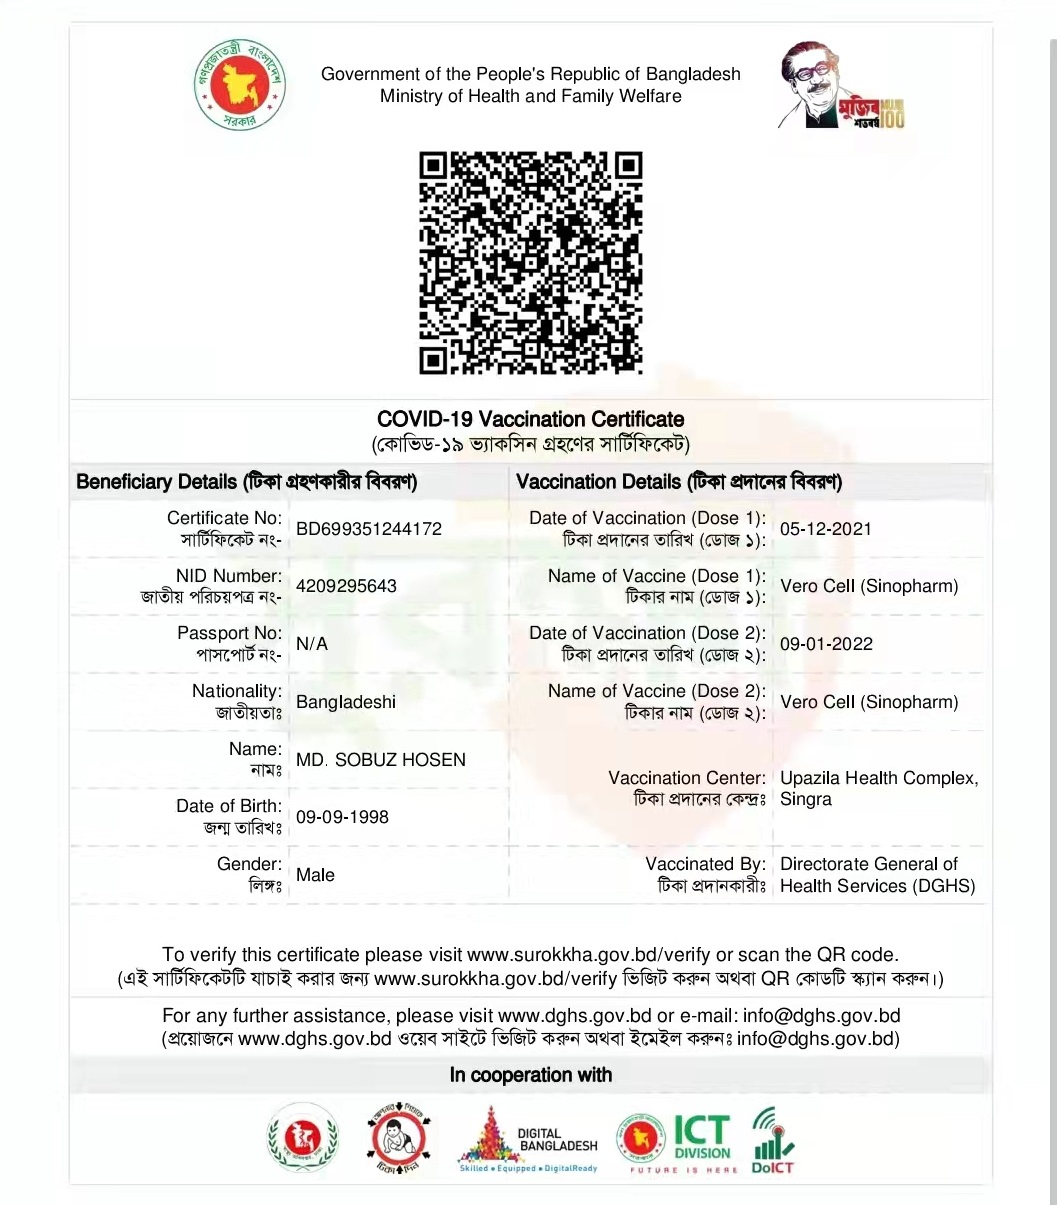 গণপ্রজাতন্ত্রী বাংলাদেশ
সরকার
Government of the People's Republic of Bangladesh
Ministry of Health and Family Welfare
মুজিব
শতবর্ষ 100
COVID-19 Vaccination Certificate
(কোভিড-১৯ ভ্যাকসিন গ্রহণের সার্টিফিকেট)
Beneficiary Details (টিকা গ্রহণকারীর বিবরণ)
Certificate No: BD699351244172
সার্টিফিকেট নং-
NID Number: 4209295643
জাতীয় পরিচয়পত্র নং-
Passport No: N/A
পাসপোর্ট নং-
Nationality: Bangladeshi
জাতীয়তাঃ
Name: MD. SOBUZ HOSEN
নামঃ
Date of Birth: 09-09-1998
জন্ম তারিখঃ
Gender: Male
লিঙ্গঃ
Vaccination Details (টিকা প্রদানের বিবরণ)
Date of Vaccination (Dose 1): 05-12-2021
টিকা প্রদানের তারিখ (ডোজ ১):
Name of Vaccine (Dose 1): Vero Cell (Sinopharm)
টিকার নাম (ডোজ ১):
Date of Vaccination (Dose 2): 09-01-2022
টিকা প্রদানের তারিখ (ডোজ ২):
Name of Vaccine (Dose 2): Vero Cell (Sinopharm)
টিকার নাম (ডোজ ২):
Vaccination Center: Upazila Health Complex,
টিকা প্রদানের কেন্দ্রঃ Singra
Vaccinated By: Directorate General of
টিকা প্রদানকারীঃ Health Services (DGHS)
To verify this certificate please visit www.surokkha.gov.bd/verify or scan the QR code.
(এই সার্টিফিকেটটি যাচাই করার জন্য www.surokkha.gov.bd/verify ভিজিট করুন অথবা QR কোডটি স্ক্যান করুন।)
For any further assistance, please visit www.dghs.gov.bd or e-mail: info@dghs.gov.bd
(প্রয়োজনে www.dghs.gov.bd ওয়েব সাইটে ভিজিট করুন অথবা ইমেইল করুনঃ info@dghs.gov.bd)
In cooperation with
টিকা দিন
DIGITAL
BANGLADESH
Skilled • Equipped • DigitalReady
ICT
DIVISION
FUTURE IS HERE
DoICT